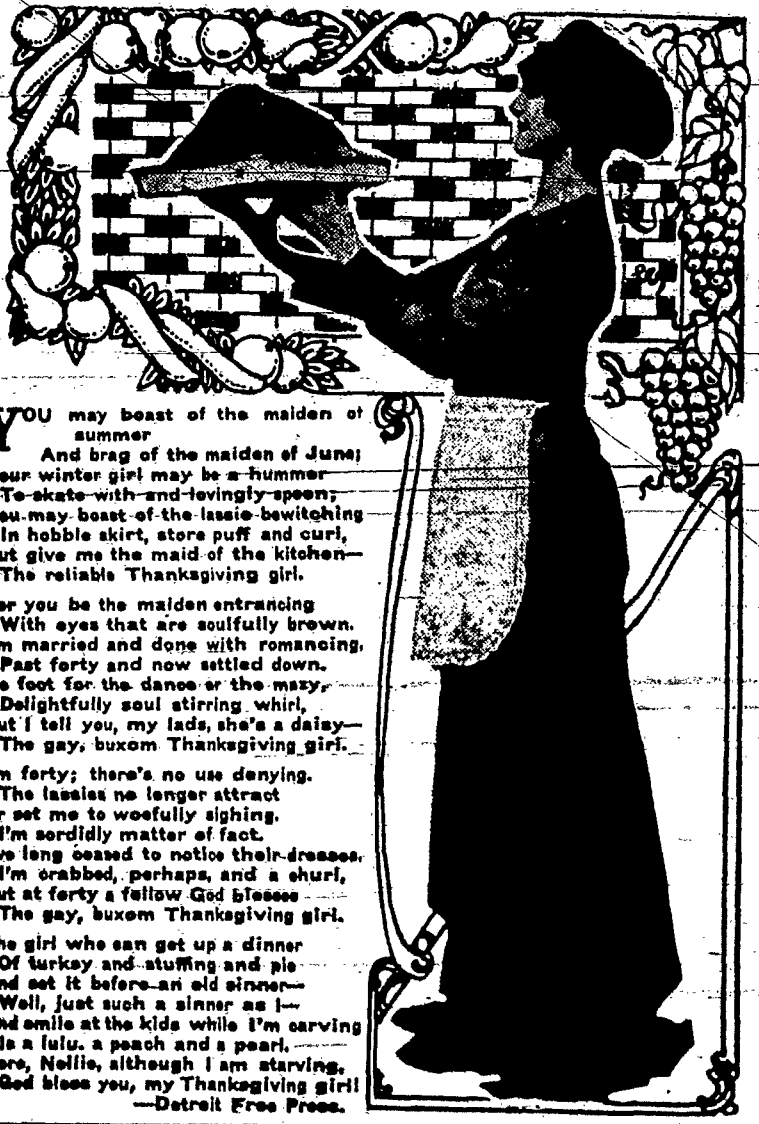 YOU may boast of the maiden of
summer
And brag of the maiden of June;
our winter girl may be a hummer
To skate with and lovingly spoon;
ou may boast of the lassie bewitching
In hobble skirt, store puff and curl,
ut give me the maid of the kitchen—
The reliable Thanksgiving girl.
or you be the maiden entrancing
With eyes that are soulfully brown.
m married and done with romancing,
Past forty and now settled down.
e foot for the dance or the mazy,
Delightfully soul stirring whirl,
ut I tell you, my lads, she's a daisy—
The gay, buxom Thanksgiving girl.
m forty; there's no use denying.
The lassies no longer attract
r set me to woefully sighing.
I'm sordidly matter of fact.
ve long ceased to notice their dresses.
I'm crabbed, perhaps, and a churl,
ut at forty a fellow God blesses
The gay, buxom Thanksgiving girl.
he girl who can get up a dinner
Of turkey and stuffing and pie
nd set it before an old sinner—
Well, just such a sinner as I—
nd smile at the kids while I'm carving
Is a lulu, a peach and a pearl.
ere, Nellie, although I am starving,
God bless you, my Thanksgiving girl!
—Detroit Free Press.